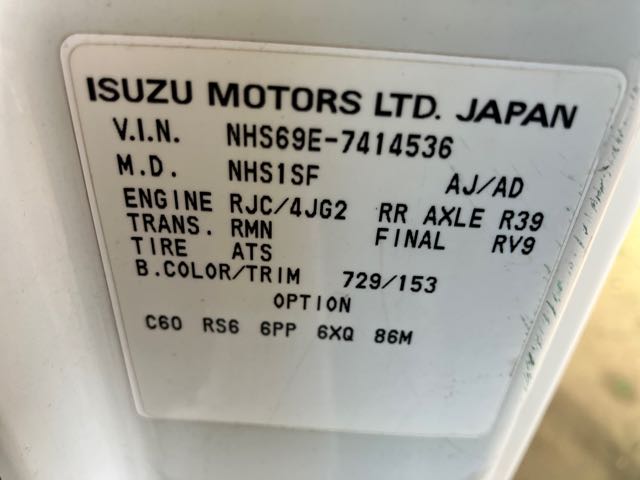 ISUZU MOTORS LTD. JAPAN
V.I.N. NHS69E-7414536
M.D. NHS1SF AJ/AD
ENGINE RJC/4JG2 RR AXLE R39
TRANS. RMN FINAL RV9
TIRE ATS
B.COLOR/TRIM 729/153
OPTION
C60 RS6 6PP 6XQ 86M